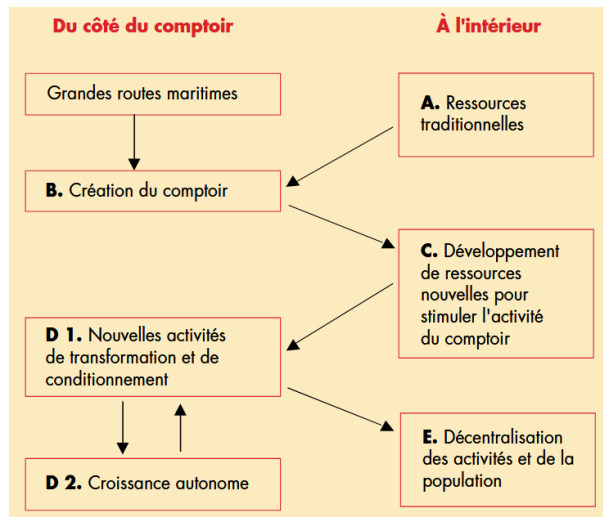 Du côté du comptoir
À l'intérieur
Grandes routes maritimes
A. Ressources
traditionnelles
B. Création du comptoir
C. Développement
de ressources
nouvelles pour
stimuler l'activité
du comptoir
D 1. Nouvelles activités
de transformation et de
conditionnement
E. Décentralisation
des activités et de la
population
D 2. Croissance autonome